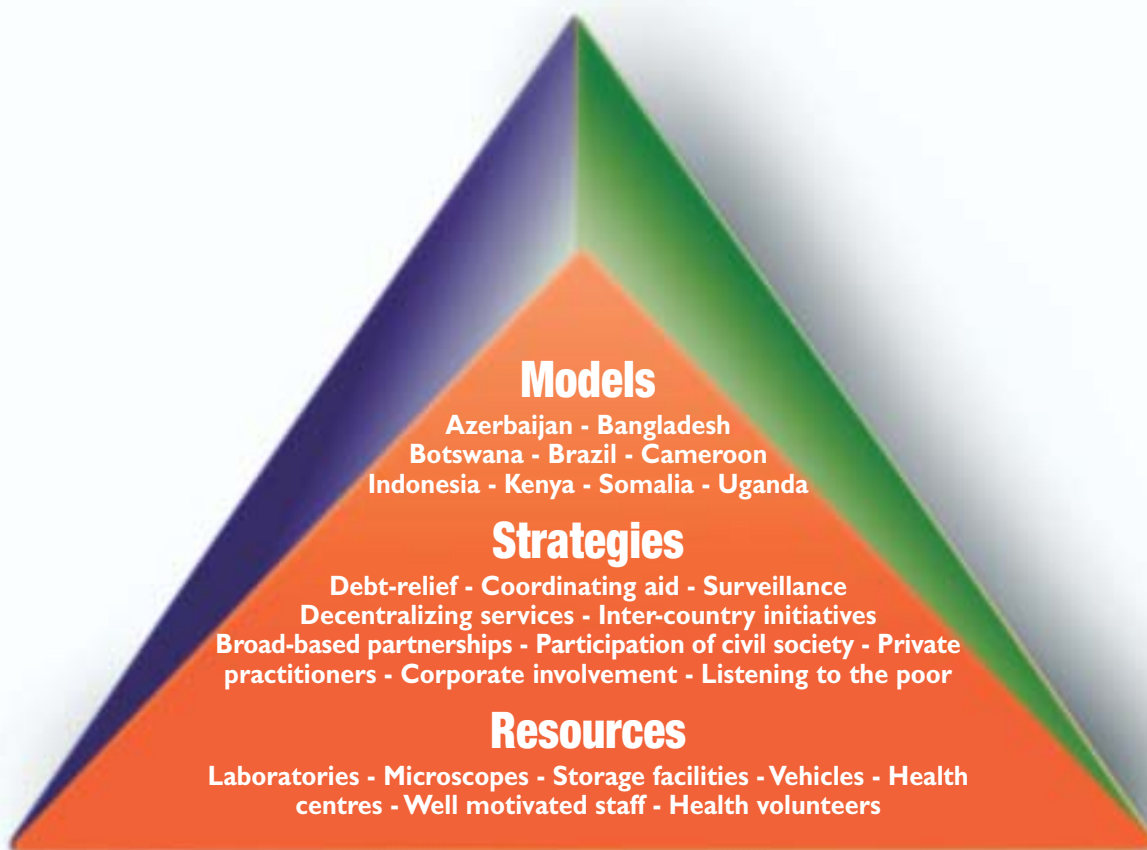 Models
Azerbaijan - Bangladesh
Botswana - Brazil - Cameroon
Indonesia - Kenya - Somalia - Uganda
Strategies
Debt-relief - Coordinating aid - Surveillance
Decentralizing services - Inter-country initiatives
Broad-based partnerships - Participation of civil society - Private
practitioners - Corporate involvement - Listening to the poor
Resources
Laboratories - Microscopes - Storage facilities - Vehicles - Health
centres - Well motivated staff - Health volunteers